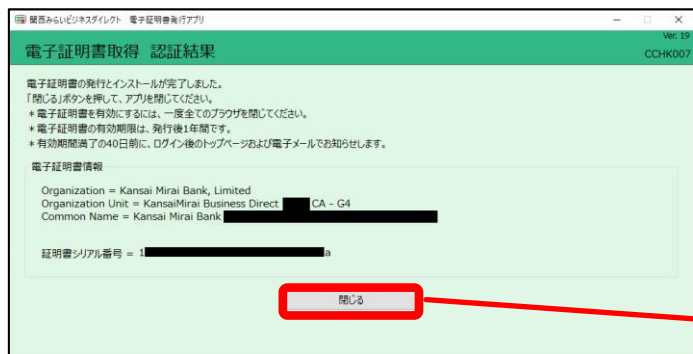 関西みらいビジネスダイレクト 電子証明書発行アプリ
Ver. 19
電子証明書取得 認証結果
CCHK007
電子証明書の発行とインストールが完了しました。
「閉じる」ボタンを押して、アプリを閉じてください。
*電子証明書を有効にするには、一度全てのブラウザを閉じてください。
*電子証明書の有効期限は、発行後1年間です。
*有効期間満了の40日前に、ログイン後のトップページおよび電子メールでお知らせします。
電子証明書情報
Organization = Kansai Mirai Bank, Limited
Organization Unit = KansaiMirai Business Direct CA - G4
Common Name = Kansai Mirai Bank
証明書シリアル番号 = 1 a
閉じる